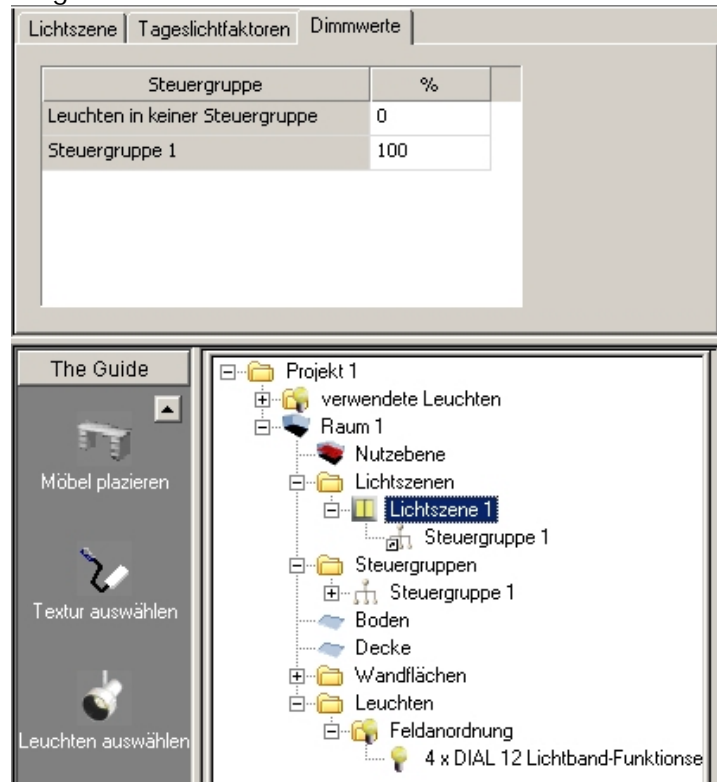 Lichtszene Tageslichtfaktoren Dimmwerte
Steuergruppe %
Leuchten in keiner Steuergruppe 0
Steuergruppe 1 100
The Guide
Möbel plazieren
Textur auswählen
Leuchten auswählen
Projekt 1
verwendete Leuchten
Raum 1
Nutzebene
Lichtszenen
Lichtszene 1
Steuergruppe 1
Steuergruppen
Steuergruppe 1
Boden
Decke
Wandflächen
Leuchten
Feldanordnung
4 x DIAL 12 Lichtband-Funktionse